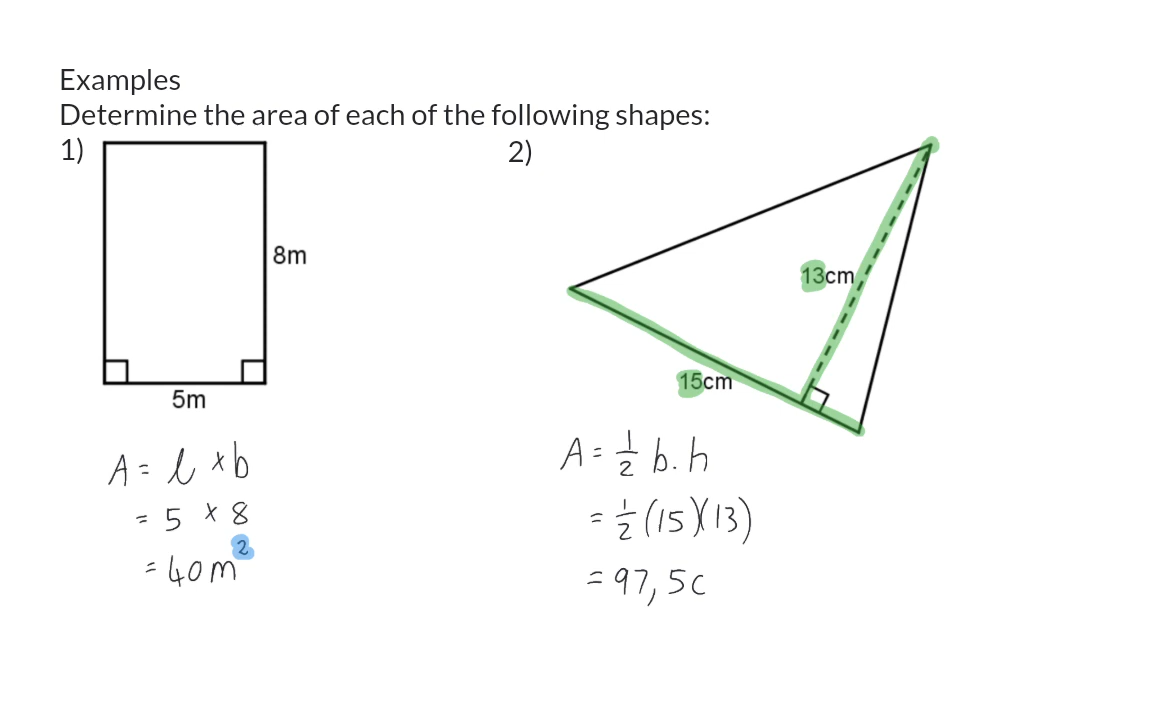 Examples
Determine the area of each of the following shapes:
1)
8m
5m
A = l × b
= 5 × 8
= 40m²
2)
13cm
15cm
A = ½ b.h
= ½ (15)(13)
= 97,5c